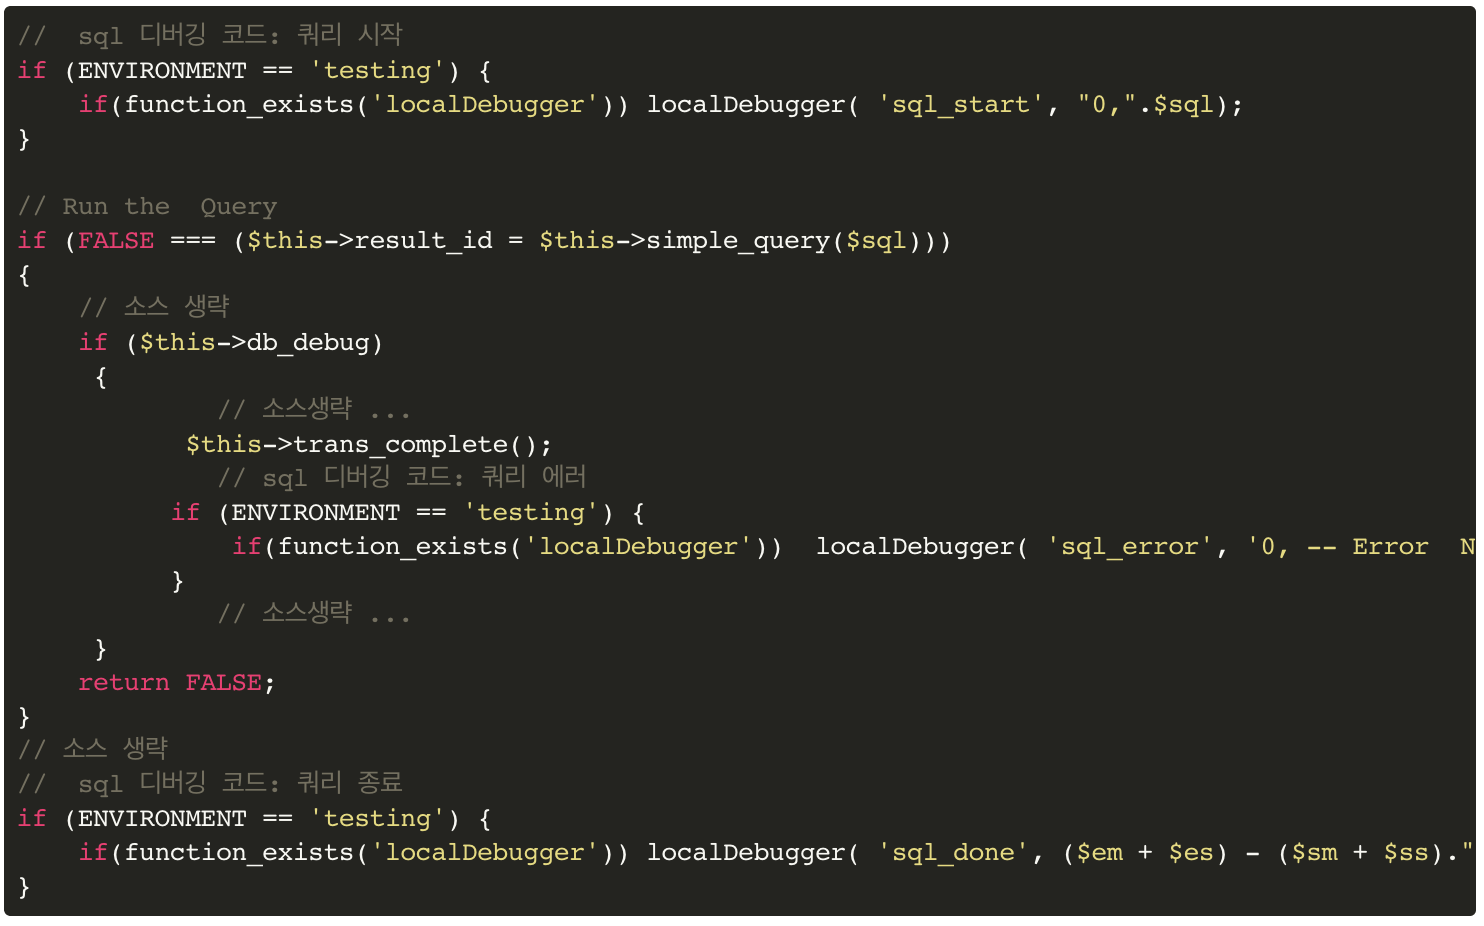 //  sql 디버깅 코드: 쿼리 시작
if (ENVIRONMENT == 'testing') {
    if(function_exists('localDebugger')) localDebugger( 'sql_start', "0,".$sql);
}

// Run the  Query
if (FALSE === ($this->result_id = $this->simple_query($sql)))
{
    // 소스 생략
    if ($this->db_debug)
     {
             // 소스생략 ...
           $this->trans_complete();
             // sql 디버깅 코드: 쿼리 에러
          if (ENVIRONMENT == 'testing') {
              if(function_exists('localDebugger'))  localDebugger( 'sql_error', '0, -- Error  N
          }
             // 소스생략 ...
     }
    return FALSE;
}
// 소스 생략
//  sql 디버깅 코드: 쿼리 종료
if (ENVIRONMENT == 'testing') {
    if(function_exists('localDebugger')) localDebugger( 'sql_done', ($em + $es) - ($sm + $ss)."
}